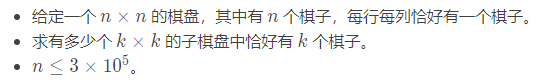 • 给定一个 n × n 的棋盘，其中有 n 个棋子，每行每列恰好有一个棋子。
• 求有多少个 k × k 的子棋盘中恰好有 k 个棋子。
• n ≤ 3 × 10⁵。